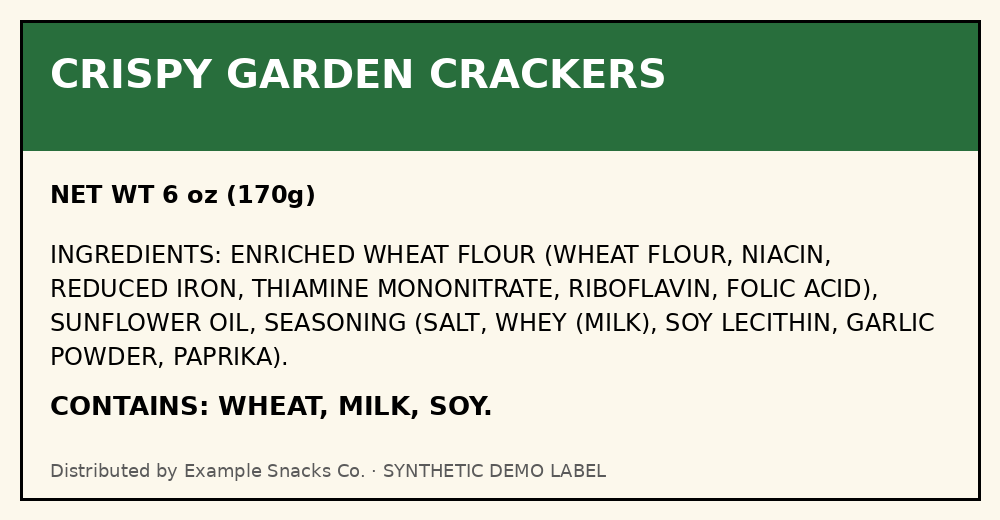 CRISPY GARDEN CRACKERS
NET WT 6 oz (170g)
INGREDIENTS: ENRICHED WHEAT FLOUR (WHEAT FLOUR, NIACIN,
REDUCED IRON, THIAMINE MONONITRATE, RIBOFLAVIN, FOLIC ACID),
SUNFLOWER OIL, SEASONING (SALT, WHEY (MILK), SOY LECITHIN, GARLIC
POWDER, PAPRIKA).
CONTAINS: WHEAT, MILK, SOY.
Distributed by Example Snacks Co. · SYNTHETIC DEMO LABEL